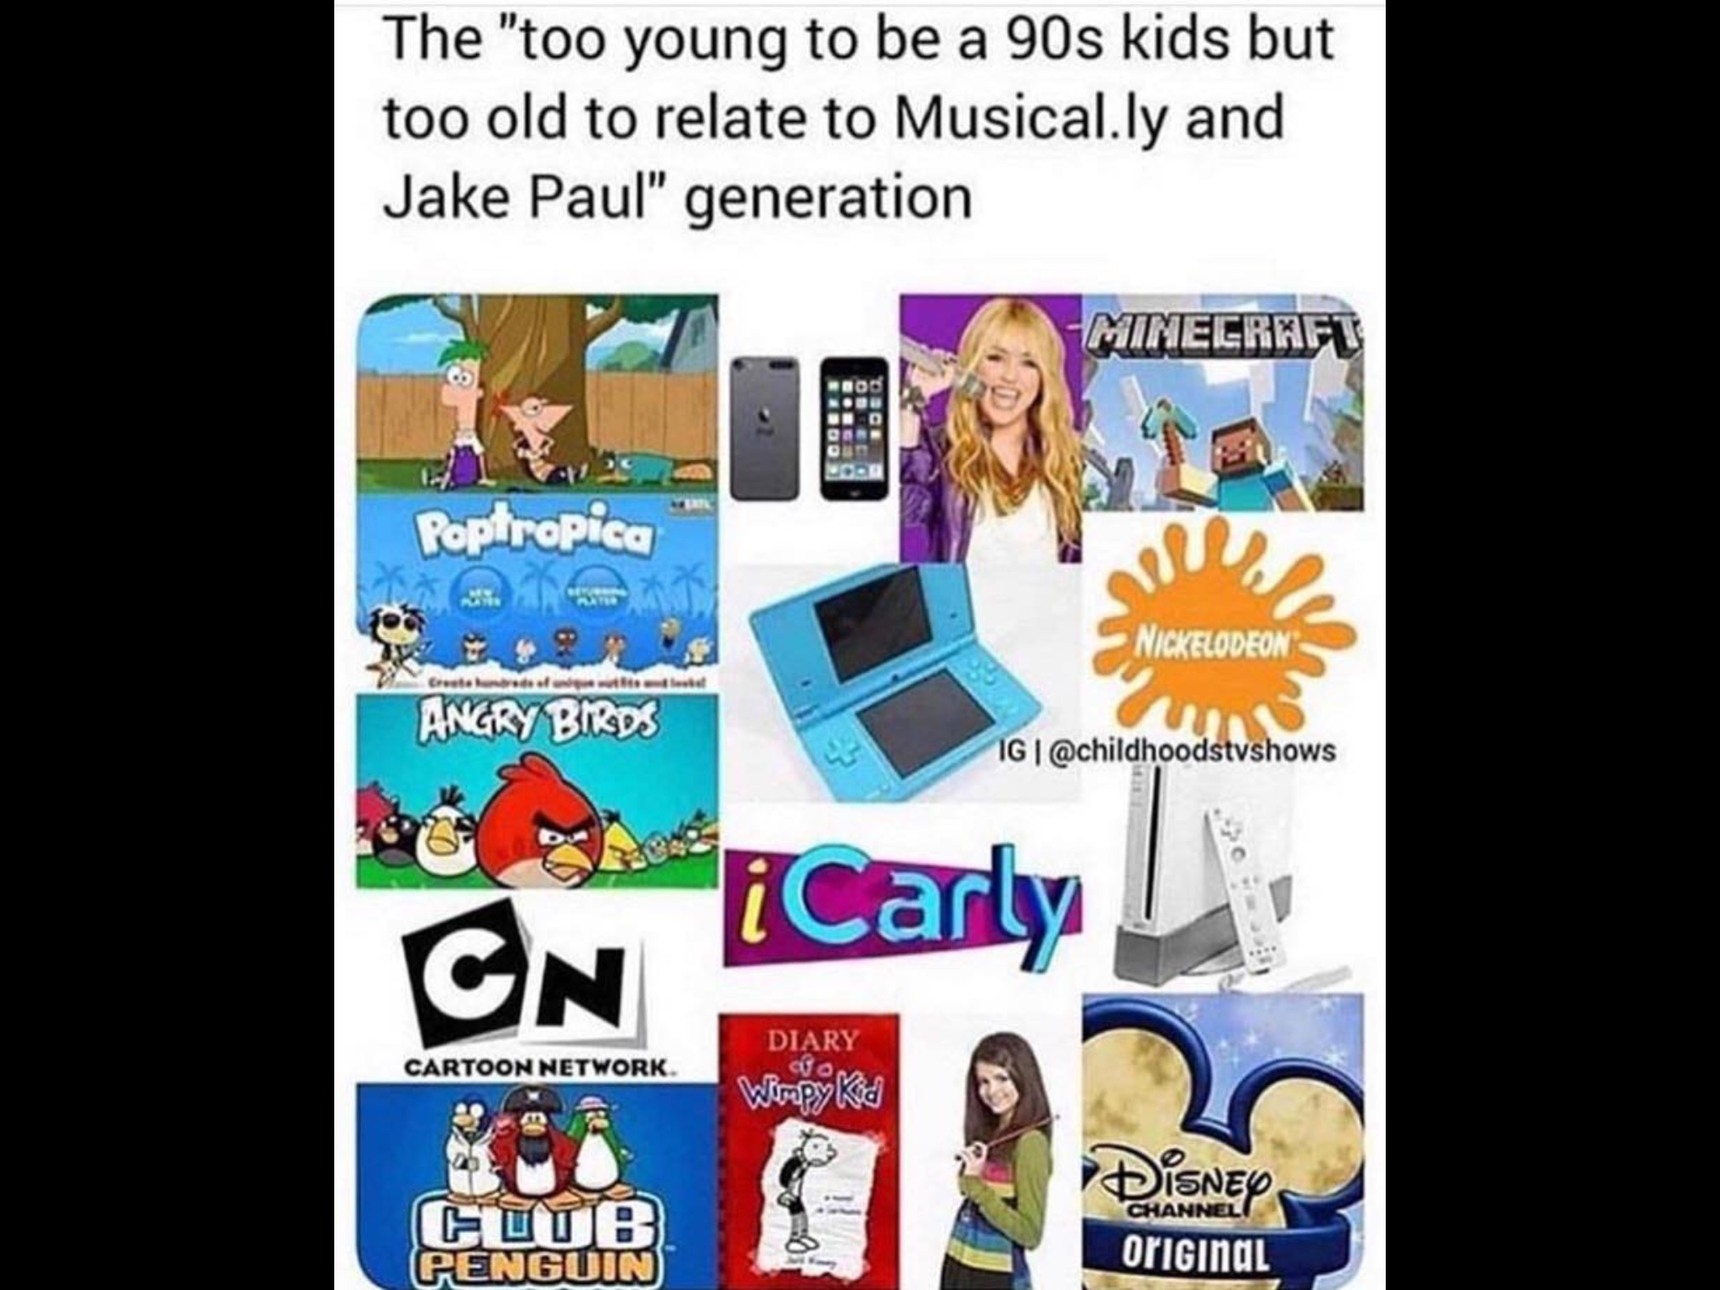 The "too young to be a 90s kids but
too old to relate to Musical.ly and
Jake Paul" generation
MINECRAFT
Poptropica
NEW
PLAYER
RETURNING
PLAYER
Create hundreds of unique outfits and looks!
NICKELODEON
ANGRY BIRDS
IG | @childhoodstvshows
iCarly
CN
CARTOON NETWORK
DIARY
of a
Wimpy Kid
DISNEY
CHANNEL
ORIGINAL
CLUB
PENGUIN